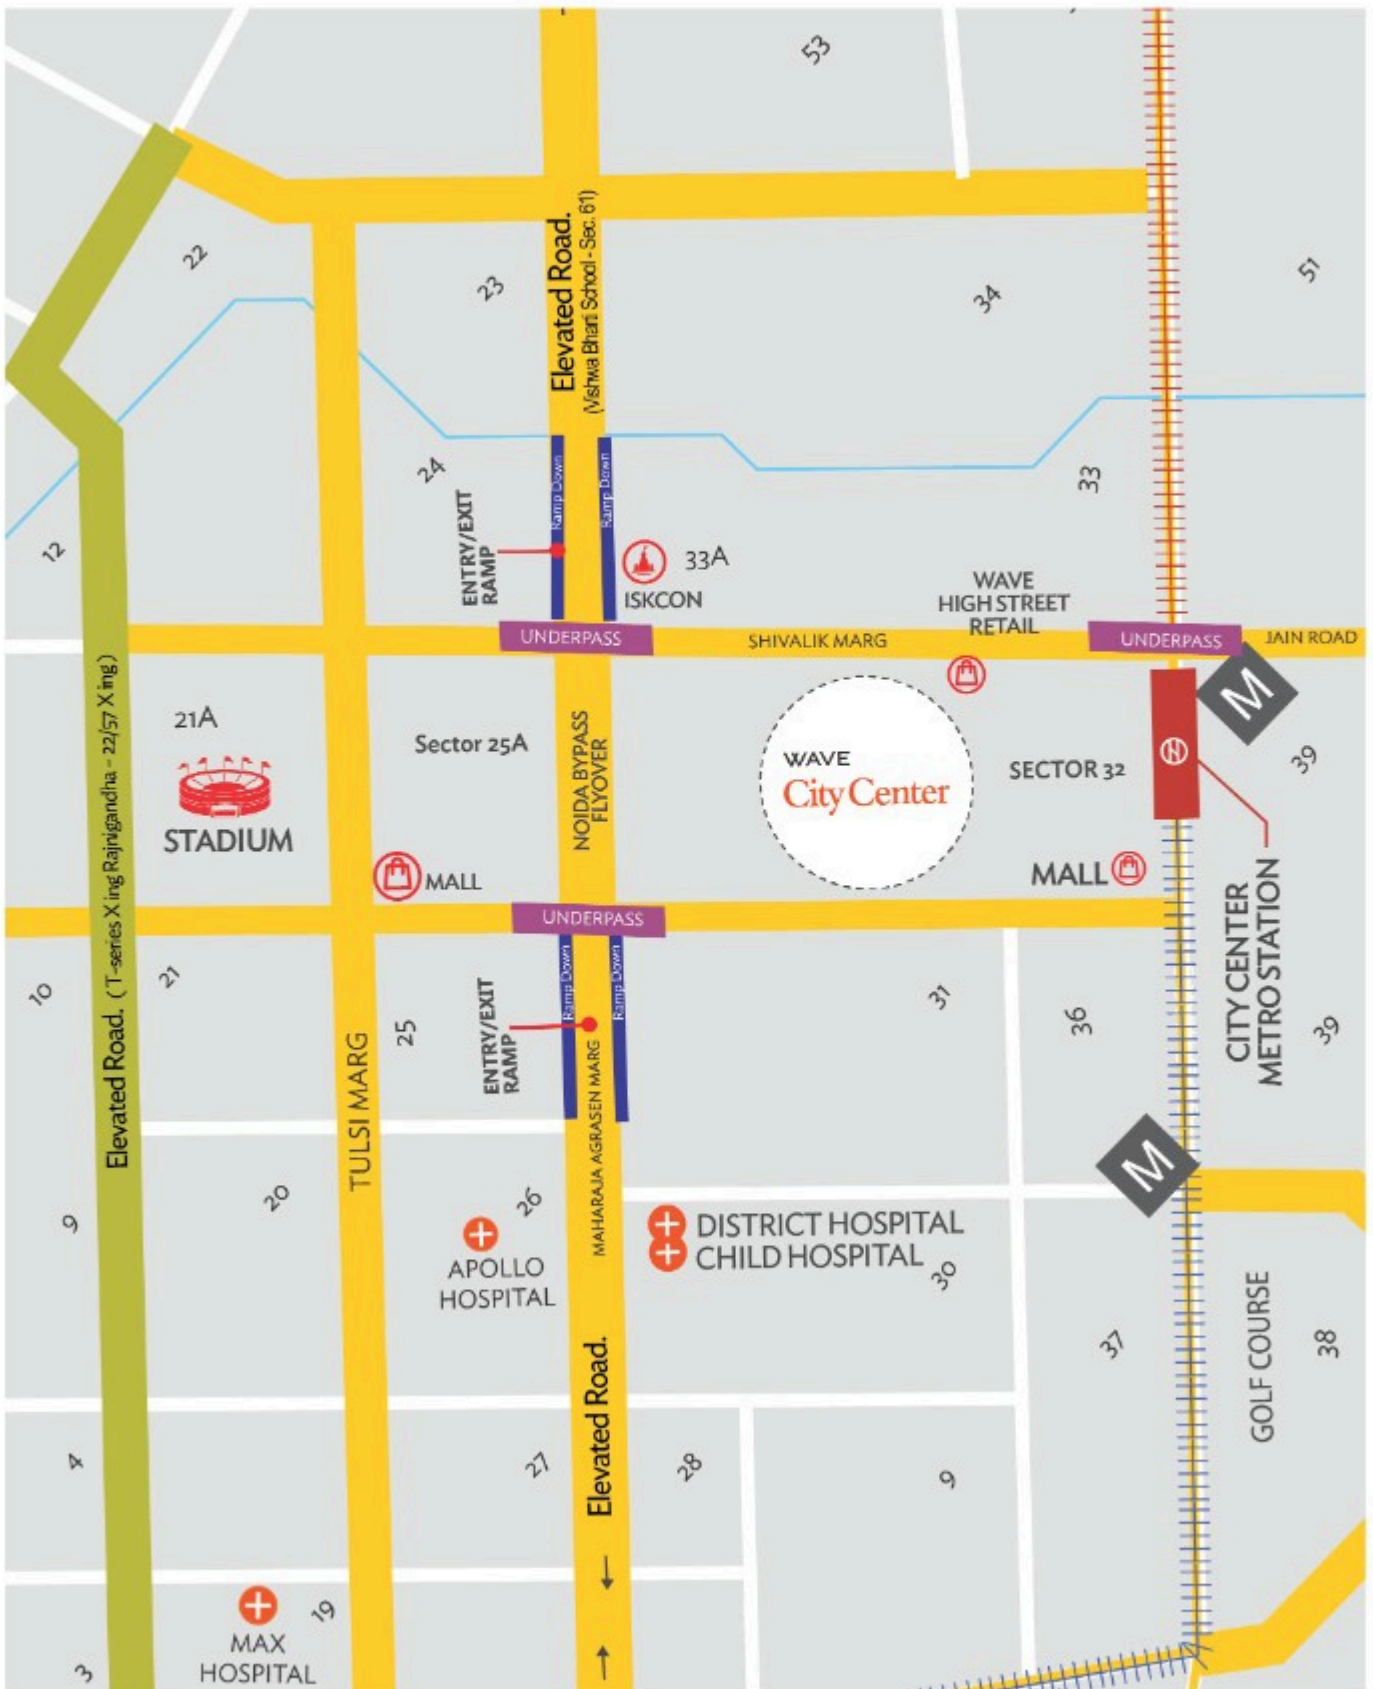 53
22
23
Elevated Road.
(Vishwa Bharti School - Sec. 61)
34
51
24
Ramp Down
Ramp Down
33
12
ENTRY/EXIT
RAMP
33A
ISKCON
WAVE
HIGH STREET
RETAIL
UNDERPASS
SHIVALIK MARG
UNDERPASS
JAIN ROAD
M
21A
Sector 25A
NOIDA BYPASS
FLYOVER
WAVE
City Center
SECTOR 32
39
STADIUM
MALL
MALL
Elevated Road. ( T-series X ing Rajnigandha - 22/57 X ing)
UNDERPASS
CITY CENTER
METRO STATION
10
21
25
ENTRY/EXIT
RAMP
Ramp Down
Ramp Down
31
36
39
TULSI MARG
MAHARAJA AGRASEN MARG
M
9
20
26
APOLLO
HOSPITAL
DISTRICT HOSPITAL
CHILD HOSPITAL
30
37
GOLF COURSE
38
Elevated Road.
4
27
28
9
19
MAX
HOSPITAL
3